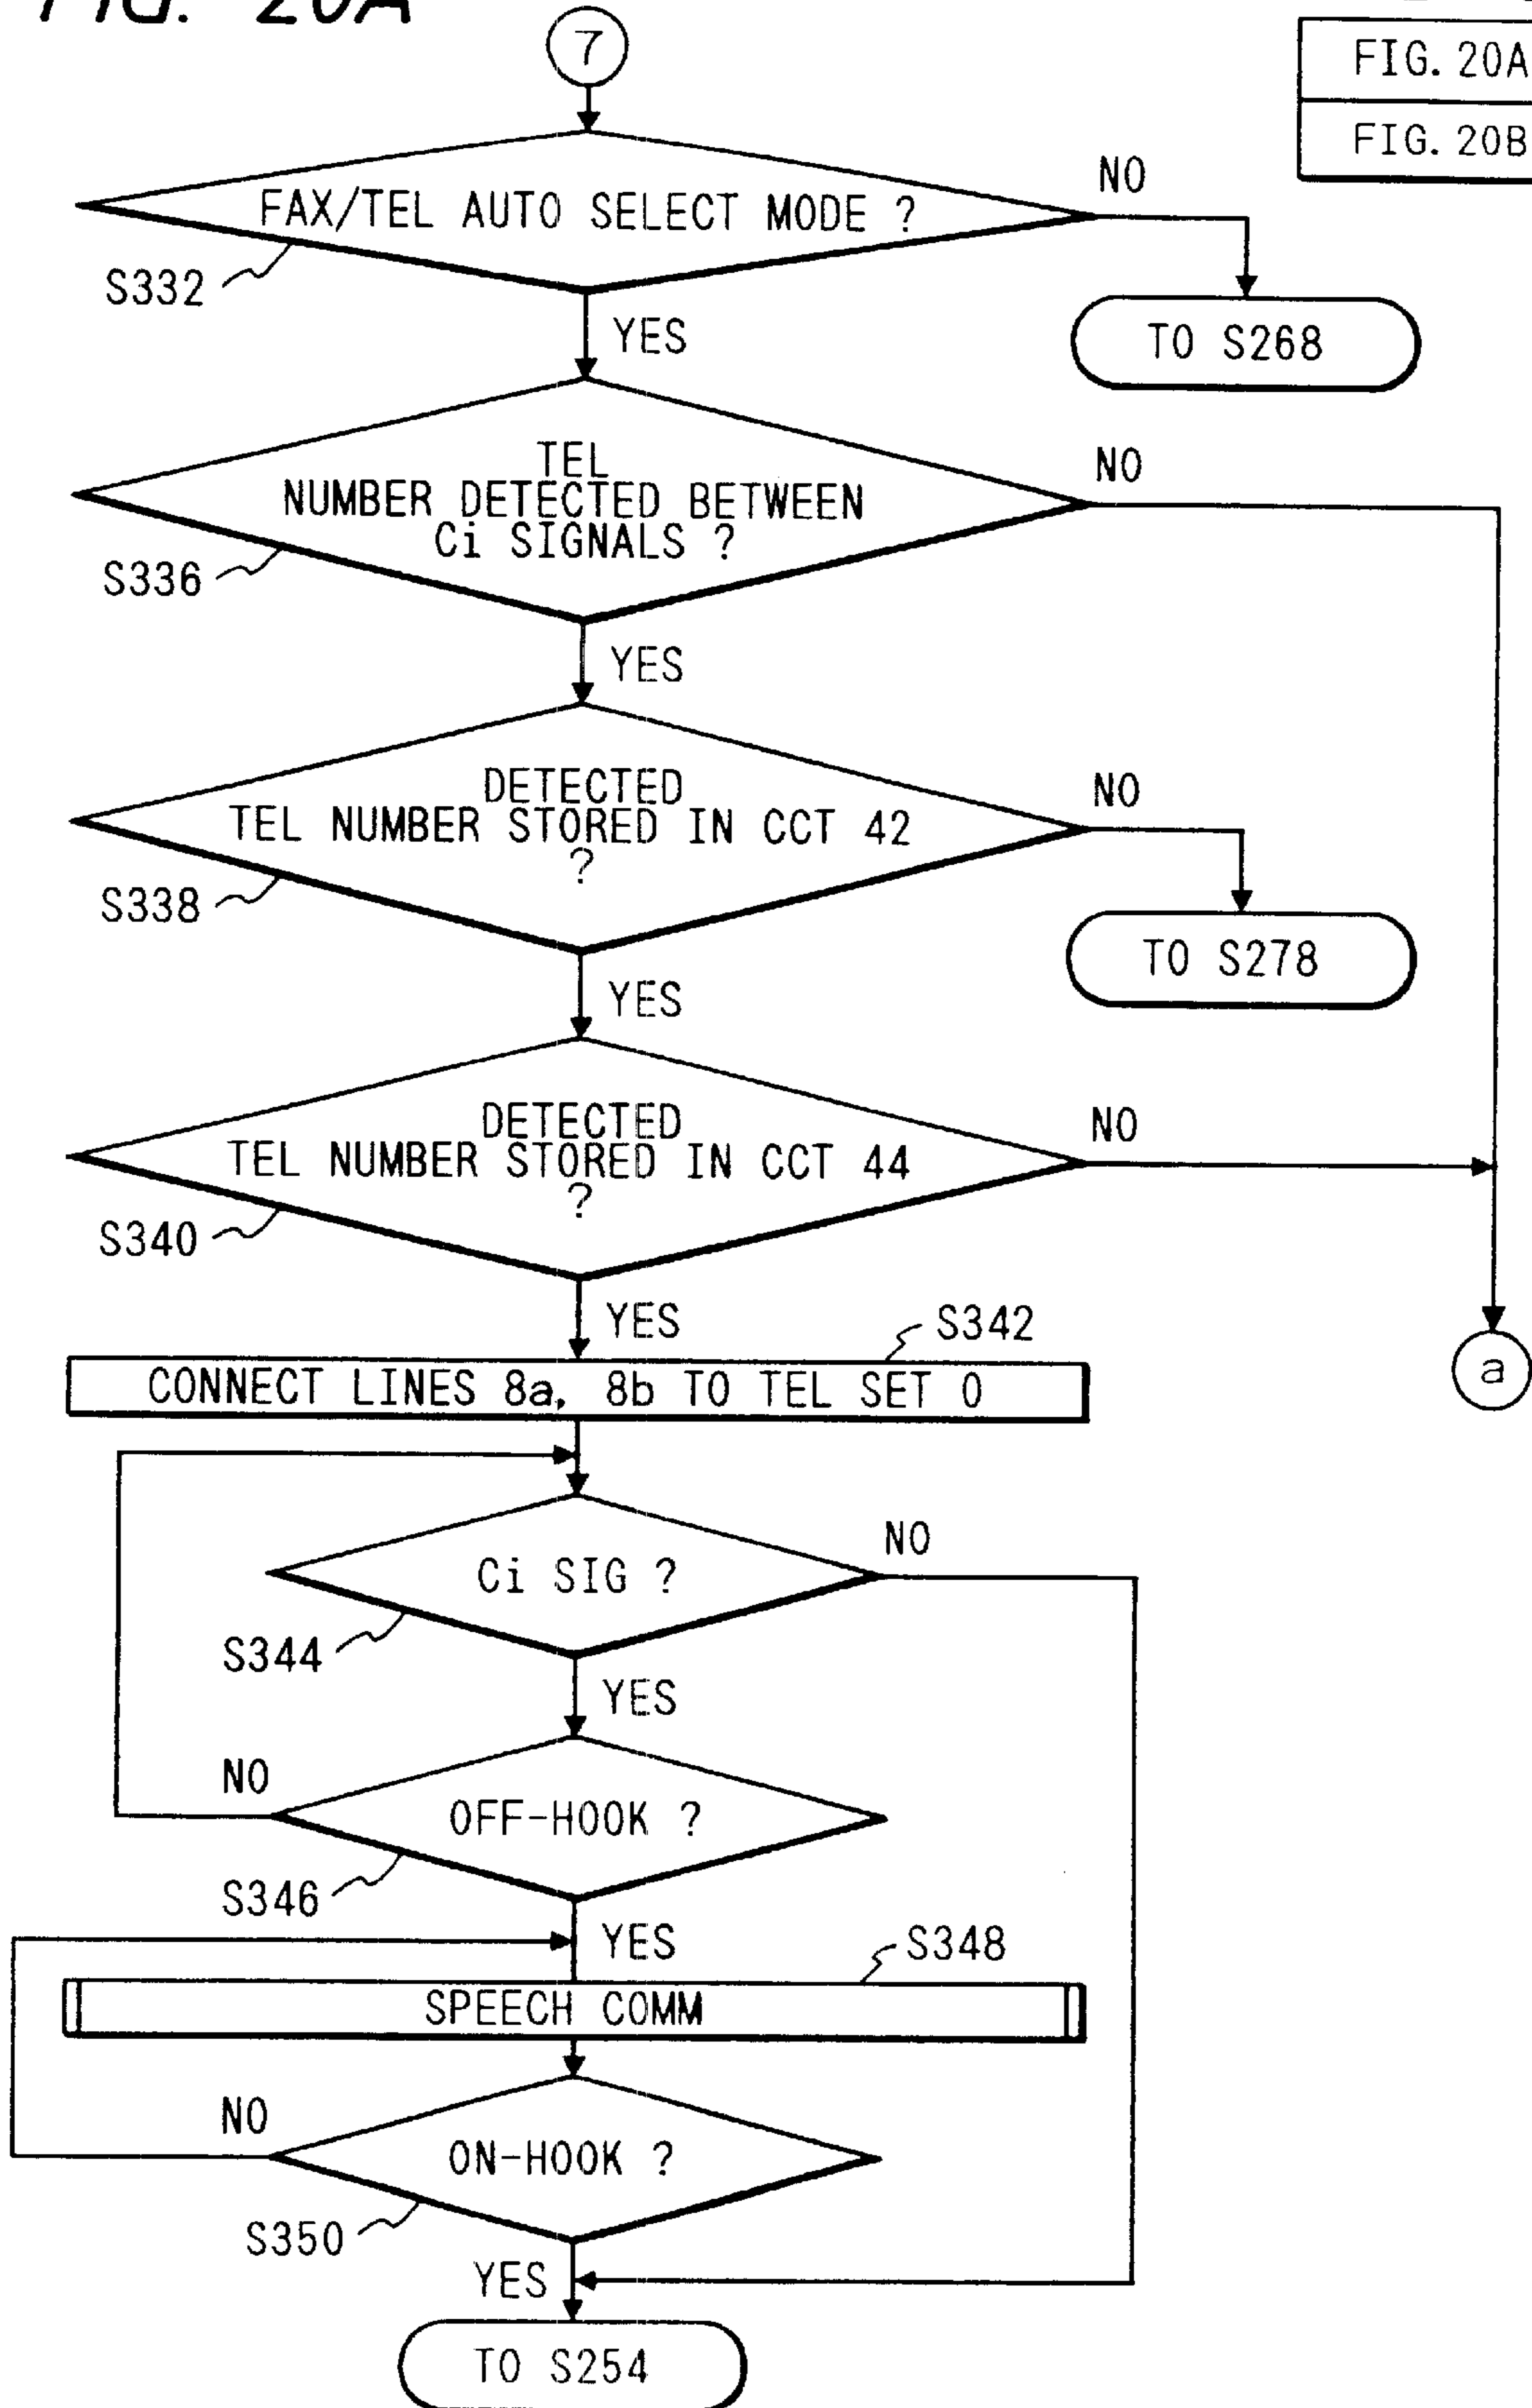 FIG. 20A
FIG. 20A
FIG. 20B
7
FAX/TEL AUTO SELECT MODE ?
NO
S332
TO S268
YES
TEL
NUMBER DETECTED BETWEEN
Ci SIGNALS ?
NO
S336
YES
DETECTED
TEL NUMBER STORED IN CCT 42
?
NO
S338
TO S278
YES
DETECTED
TEL NUMBER STORED IN CCT 44
?
NO
S340
YES
S342
CONNECT LINES 8a, 8b TO TEL SET 0
a
Ci SIG ?
NO
S344
YES
NO
OFF-HOOK ?
S346
YES
S348
SPEECH COMM
NO
ON-HOOK ?
S350
YES
TO S254